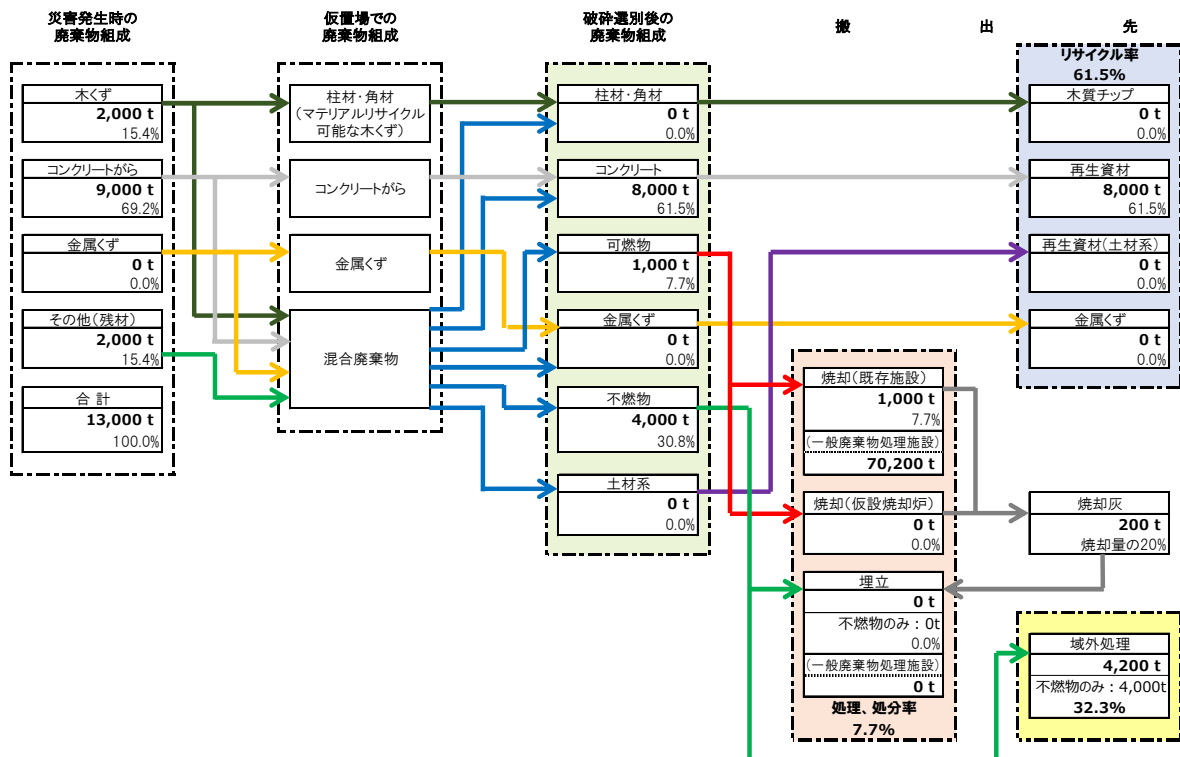 災害発生時の
廃棄物組成
仮置場での
廃棄物組成
破砕選別後の
廃棄物組成
搬 出 先
木くず
2,000 t
15.4%
コンクリートがら
9,000 t
69.2%
金属くず
0 t
0.0%
その他(残材)
2,000 t
15.4%
合 計
13,000 t
100.0%
柱材・角材
(マテリアルリサイクル
可能な木くず)
コンクリートがら
金属くず
混合廃棄物
柱材・角材
0 t
0.0%
コンクリート
8,000 t
61.5%
可燃物
1,000 t
7.7%
金属くず
0 t
0.0%
不燃物
4,000 t
30.8%
土材系
0 t
0.0%
焼却(既存施設)
1,000 t
7.7%
(一般廃棄物処理施設)
70,200 t
焼却(仮設焼却炉)
0 t
0.0%
埋立
0 t
不燃物のみ:0t
0.0%
(一般廃棄物処理施設)
0 t
処理、処分率
7.7%
リサイクル率
61.5%
木質チップ
0 t
0.0%
再生資材
8,000 t
61.5%
再生資材(土材系)
0 t
0.0%
金属くず
0 t
0.0%
焼却灰
200 t
焼却量の20%
域外処理
4,200 t
不燃物のみ:4,000t
32.3%